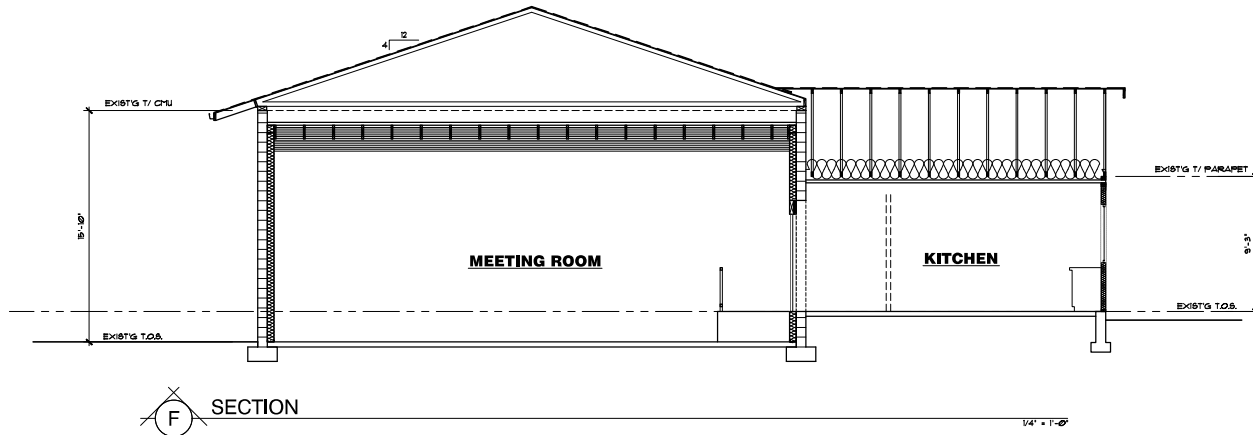 12
4
EXIST'G T/ CMU
EXIST'G T/ PARAPET
15'-10"
9'-3"
MEETING ROOM
KITCHEN
EXIST'G T.O.S.
EXIST'G T.O.S.
F SECTION
1/4" = 1'-0"